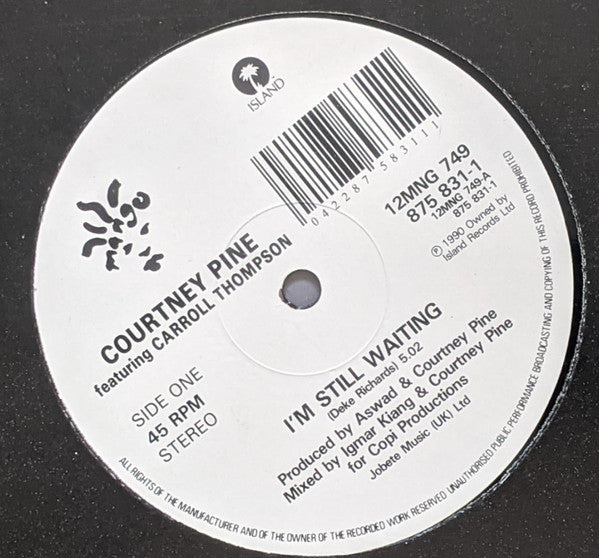 ISLAND
042287583111
12MNG 749
875 831-1
12MNG 749-A
875 831-1
℗ 1990 Owned by
Island Records Ltd
mango
COURTNEY PINE
featuring CARROLL THOMPSON
SIDE ONE
45 RPM
STEREO
I'M STILL WAITING
(Deke Richards) 5.02
Produced by Aswad & Courtney Pine
Mixed by Igmar Kiang & Courtney Pine
for Copi Productions
Jobete Music (UK) Ltd
ALL RIGHTS OF THE MANUFACTURER AND OF THE OWNER OF THE RECORDED WORK RESERVED UNAUTHORISED PUBLIC PERFORMANCE BROADCASTING AND COPYING OF THIS RECORD PROHIBITED